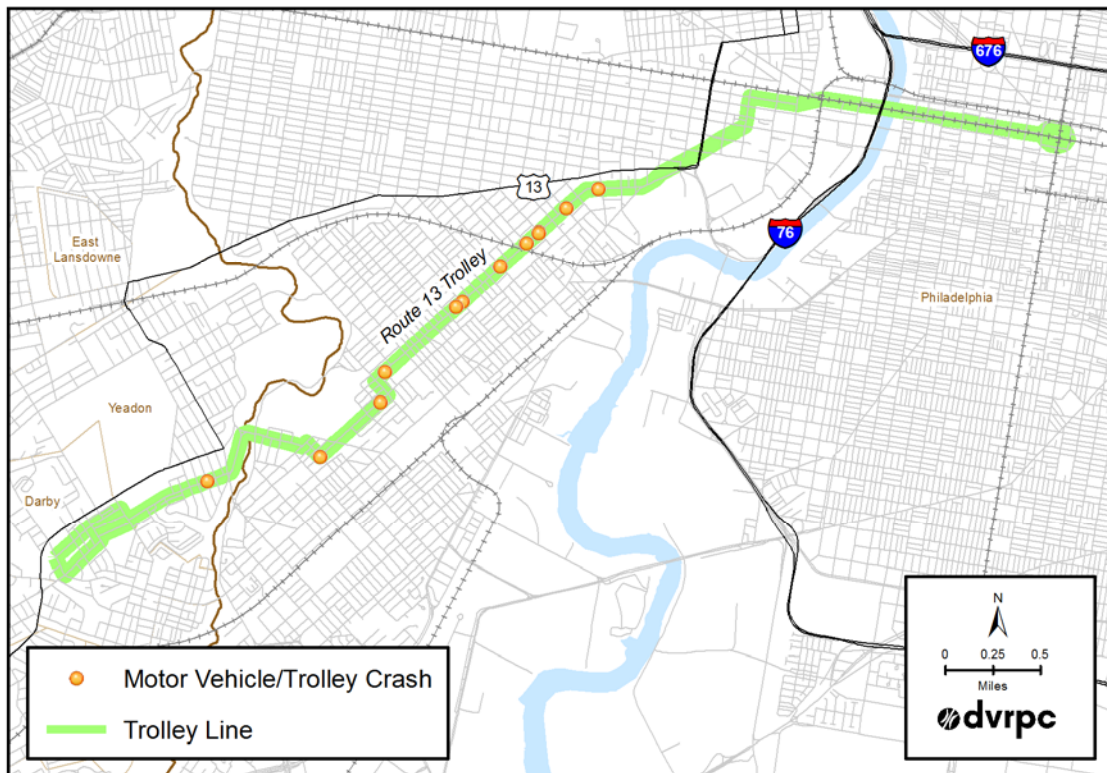 676
13
East
Lansdowne
76
Route 13 Trolley
Philadelphia
Yeadon
Darby
N
0 0.25 0.5
Miles
dvrpc
Motor Vehicle/Trolley Crash
Trolley Line